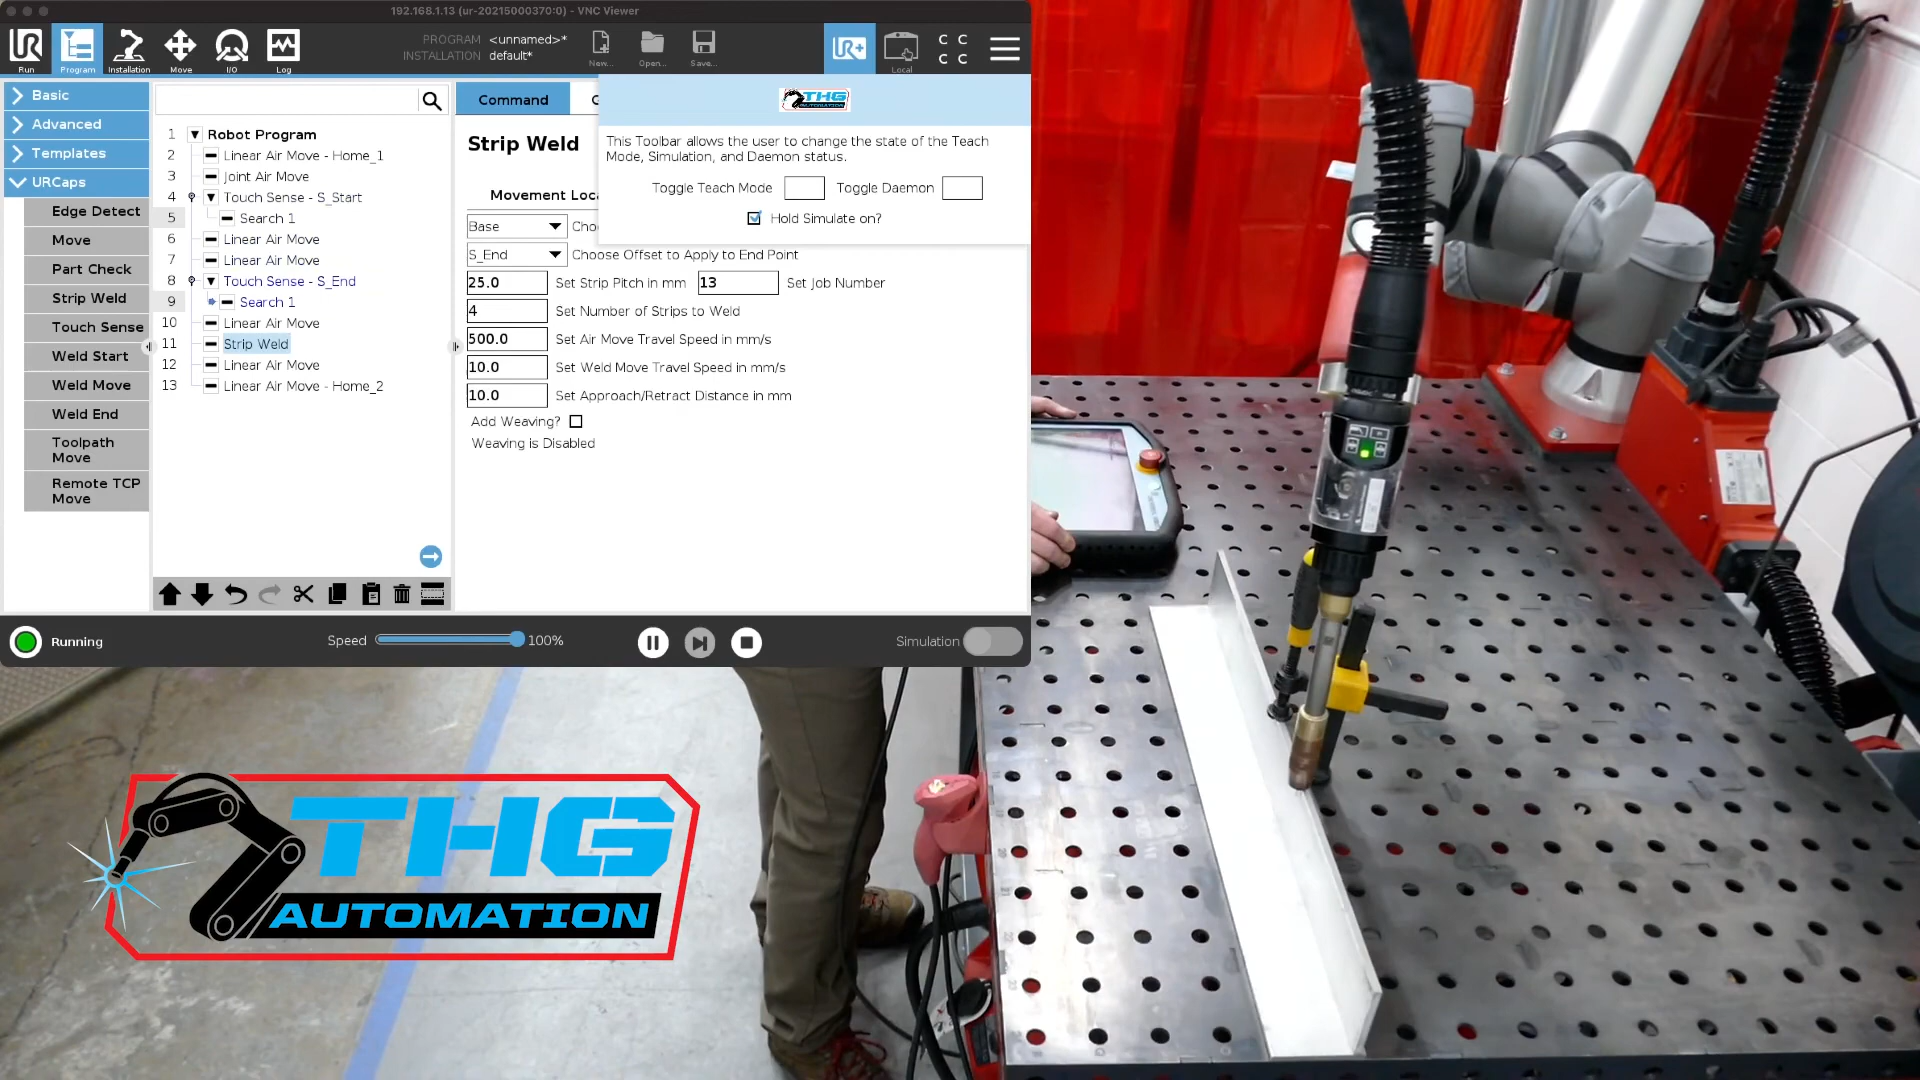 192.168.1.13 (ur-20215000370:0) - VNC Viewer
UR
Run
Program
Installation
Move
I/O
Log
PROGRAM <unnamed>*
INSTALLATION default*
New...
Open...
Save...
UR+
Local
C C
C C
Basic
Advanced
Templates
URCaps
Edge Detect
Move
Part Check
Strip Weld
Touch Sense
Weld Start
Weld Move
Weld End
Toolpath
Move
Remote TCP
Move
1 Robot Program
2 Linear Air Move - Home_1
3 Joint Air Move
4 Touch Sense - S_Start
5 Search 1
6 Linear Air Move
7 Linear Air Move
8 Touch Sense - S_End
9 Search 1
10 Linear Air Move
11 Strip Weld
12 Linear Air Move
13 Linear Air Move - Home_2
Command
G
Strip Weld
Movement Loca
Base Cho
S_End Choose Offset to Apply to End Point
25.0 Set Strip Pitch in mm 13 Set Job Number
4 Set Number of Strips to Weld
500.0 Set Air Move Travel Speed in mm/s
10.0 Set Weld Move Travel Speed in mm/s
10.0 Set Approach/Retract Distance in mm
Add Weaving?
Weaving is Disabled
THG
AUTOMATION
This Toolbar allows the user to change the state of the Teach
Mode, Simulation, and Daemon status.
Toggle Teach Mode Toggle Daemon
Hold Simulate on?
Running
Speed 100%
Simulation
THG
AUTOMATION